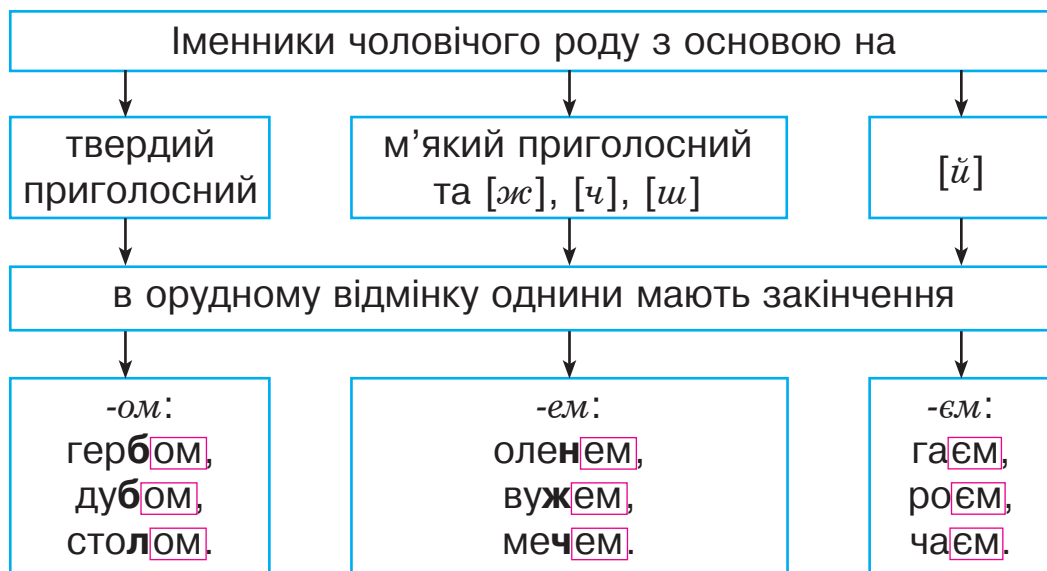 Іменники чоловічого роду з основою на
твердий
приголосний
м’який приголосний
та [ж], [ч], [ш]
[й]
в орудному відмінку однини мають закінчення
-ом:
гербом,
дубом,
столом.
-ем:
оленем,
вужем,
мечем.
-єм:
гаєм,
роєм,
чаєм.